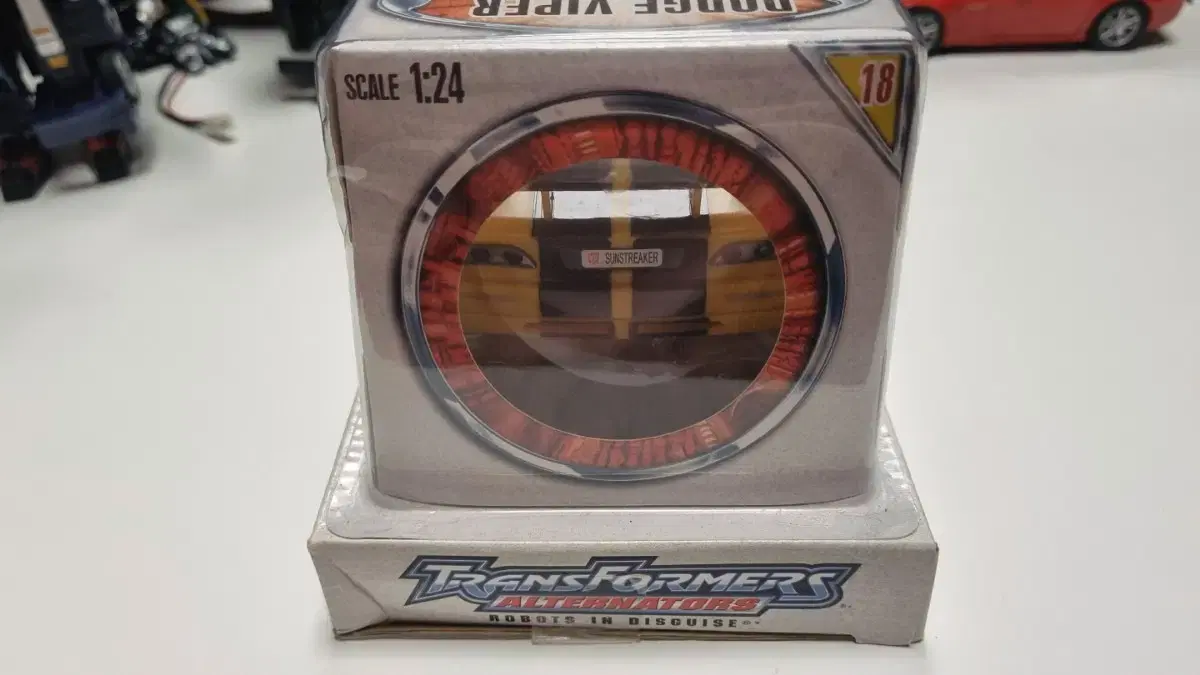 DODGE VIPER
SCALE 1:24
18
SUNSTREAKER
TRANSFORMERS
ALTERNATORS
ROBOTS IN DISGUISE